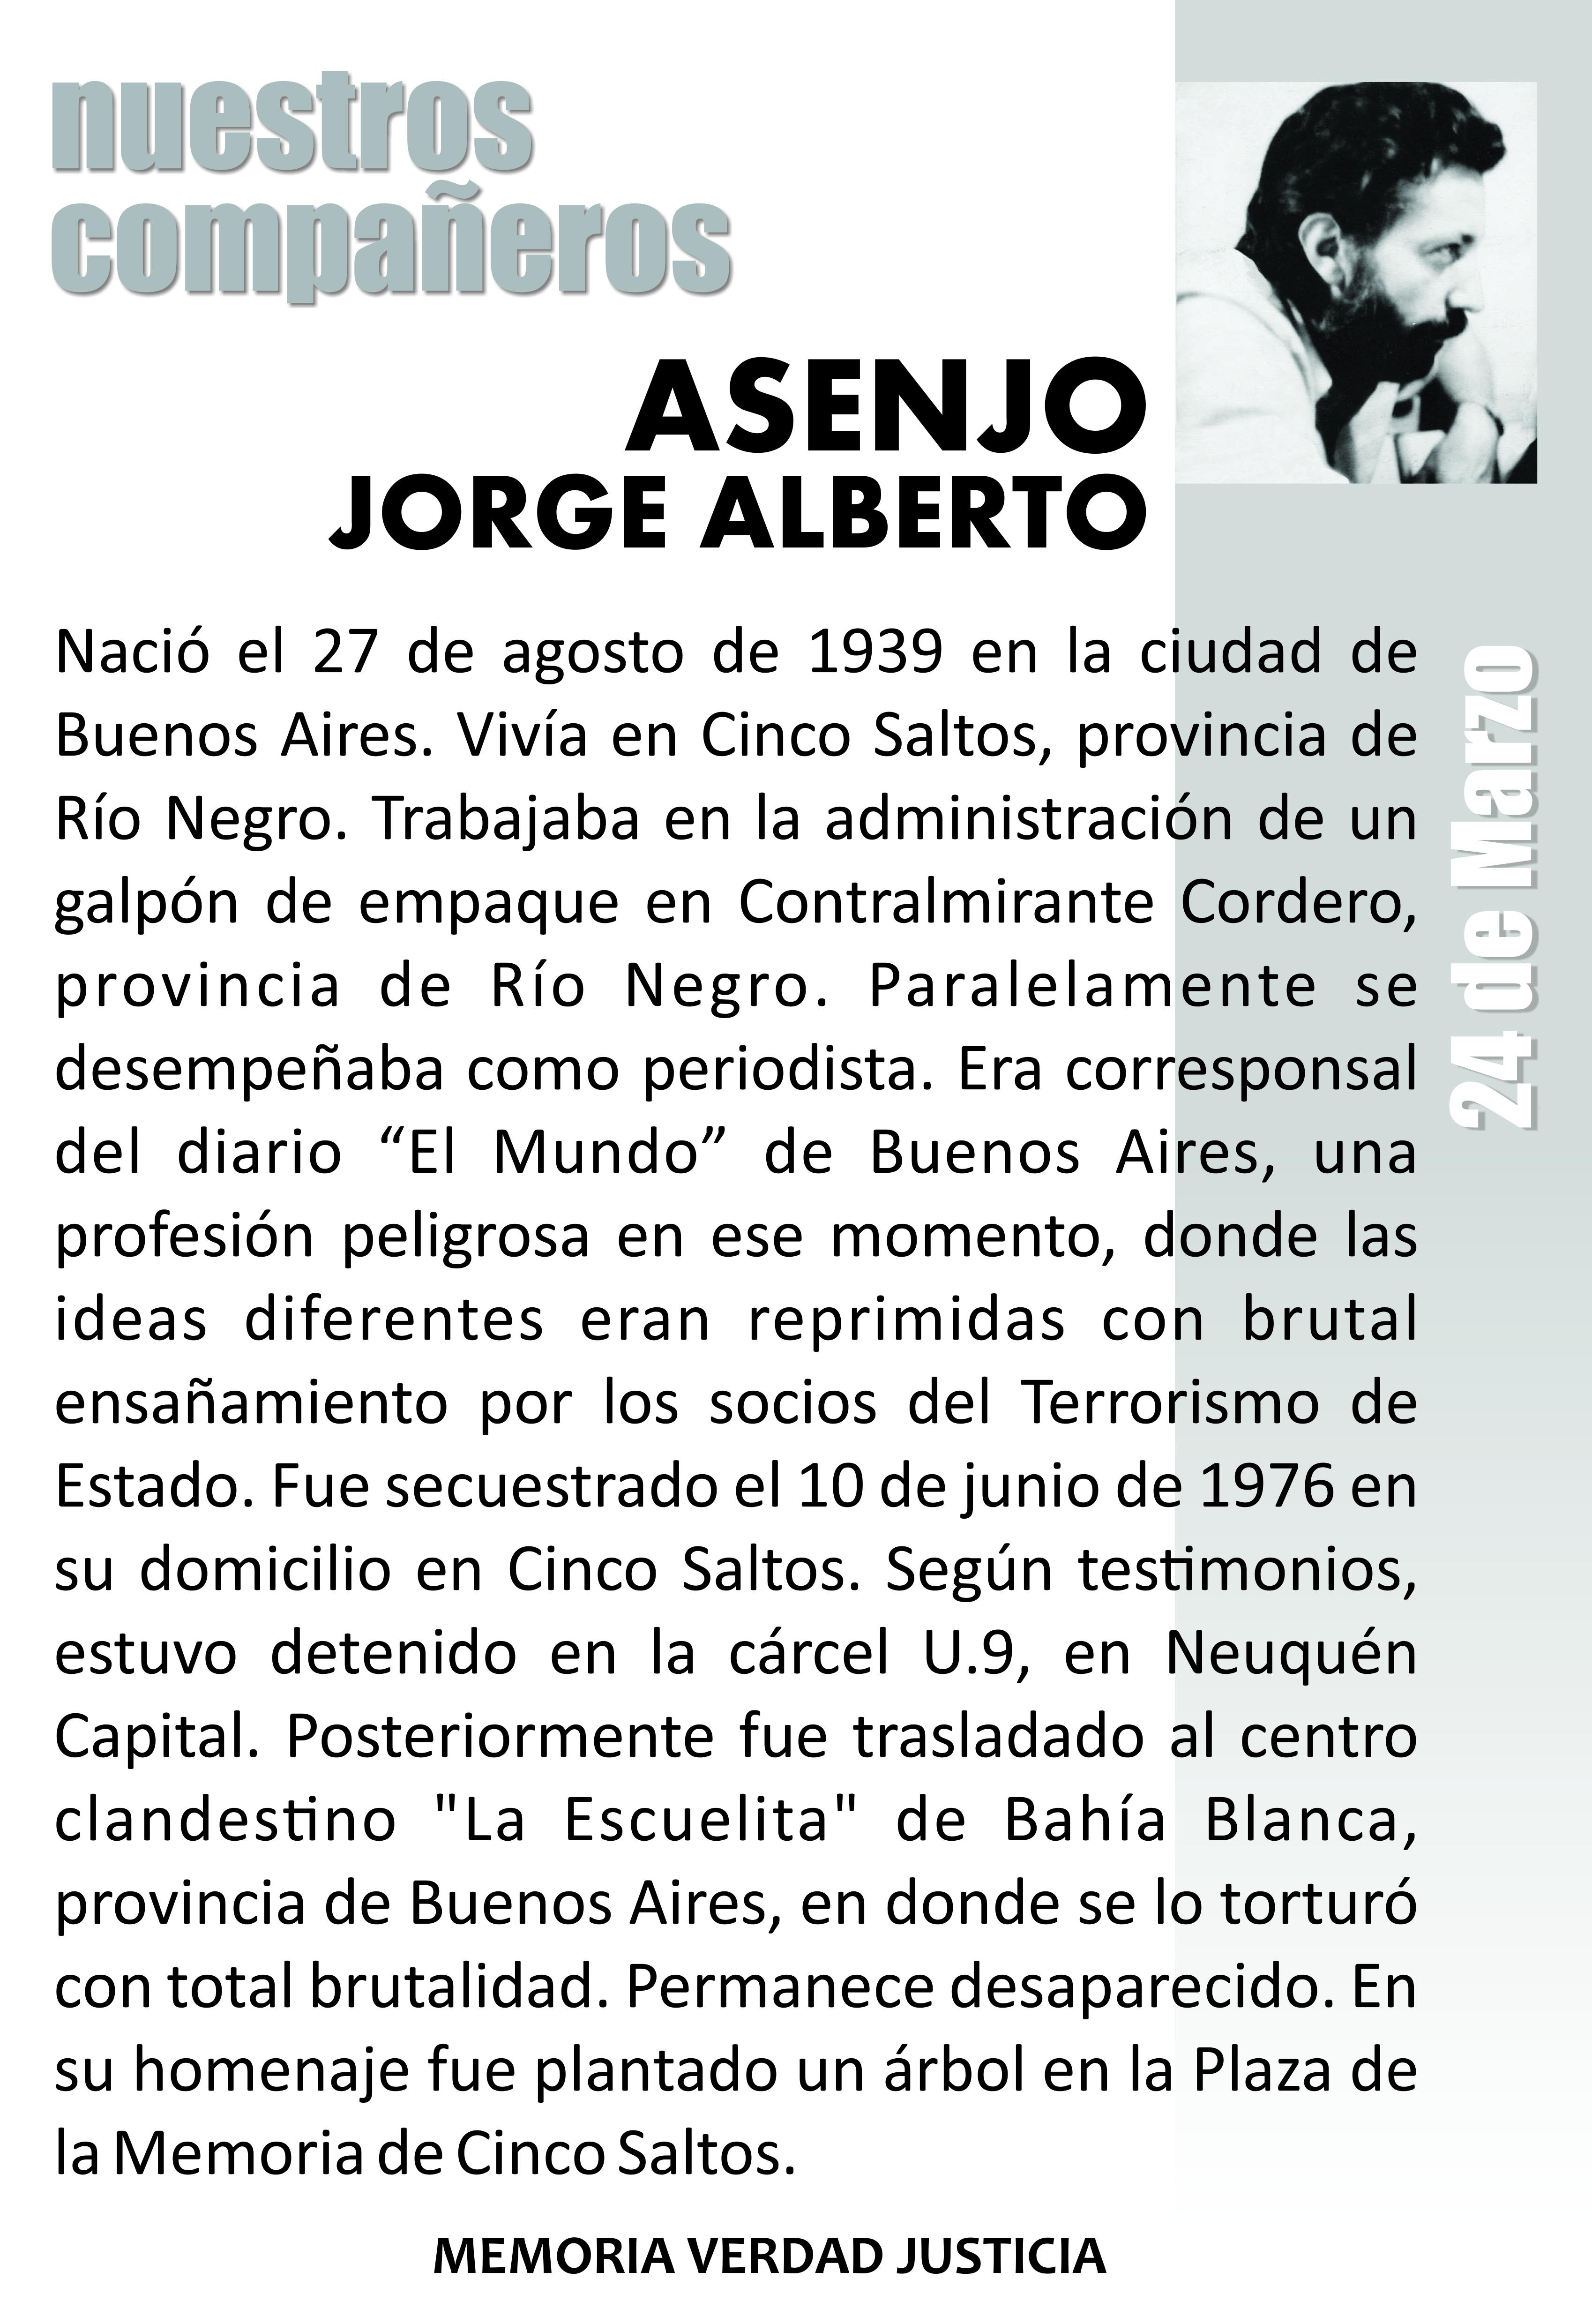 nuestros
compañeros
ASENJO
JORGE ALBERTO
Nació el 27 de agosto de 1939 en la ciudad de
Buenos Aires. Vivía en Cinco Saltos, provincia de
Río Negro. Trabajaba en la administración de un
galpón de empaque en Contralmirante Cordero,
provincia de Río Negro. Paralelamente se
desempeñaba como periodista. Era corresponsal
del diario “El Mundo” de Buenos Aires, una
profesión peligrosa en ese momento, donde las
ideas diferentes eran reprimidas con brutal
ensañamiento por los socios del Terrorismo de
Estado. Fue secuestrado el 10 de junio de 1976 en
su domicilio en Cinco Saltos. Según testimonios,
estuvo detenido en la cárcel U.9, en Neuquén
Capital. Posteriormente fue trasladado al centro
clandestino "La Escuelita" de Bahía Blanca,
provincia de Buenos Aires, en donde se lo torturó
con total brutalidad. Permanece desaparecido. En
su homenaje fue plantado un árbol en la Plaza de
la Memoria de Cinco Saltos.
24 de Marzo
MEMORIA VERDAD JUSTICIA